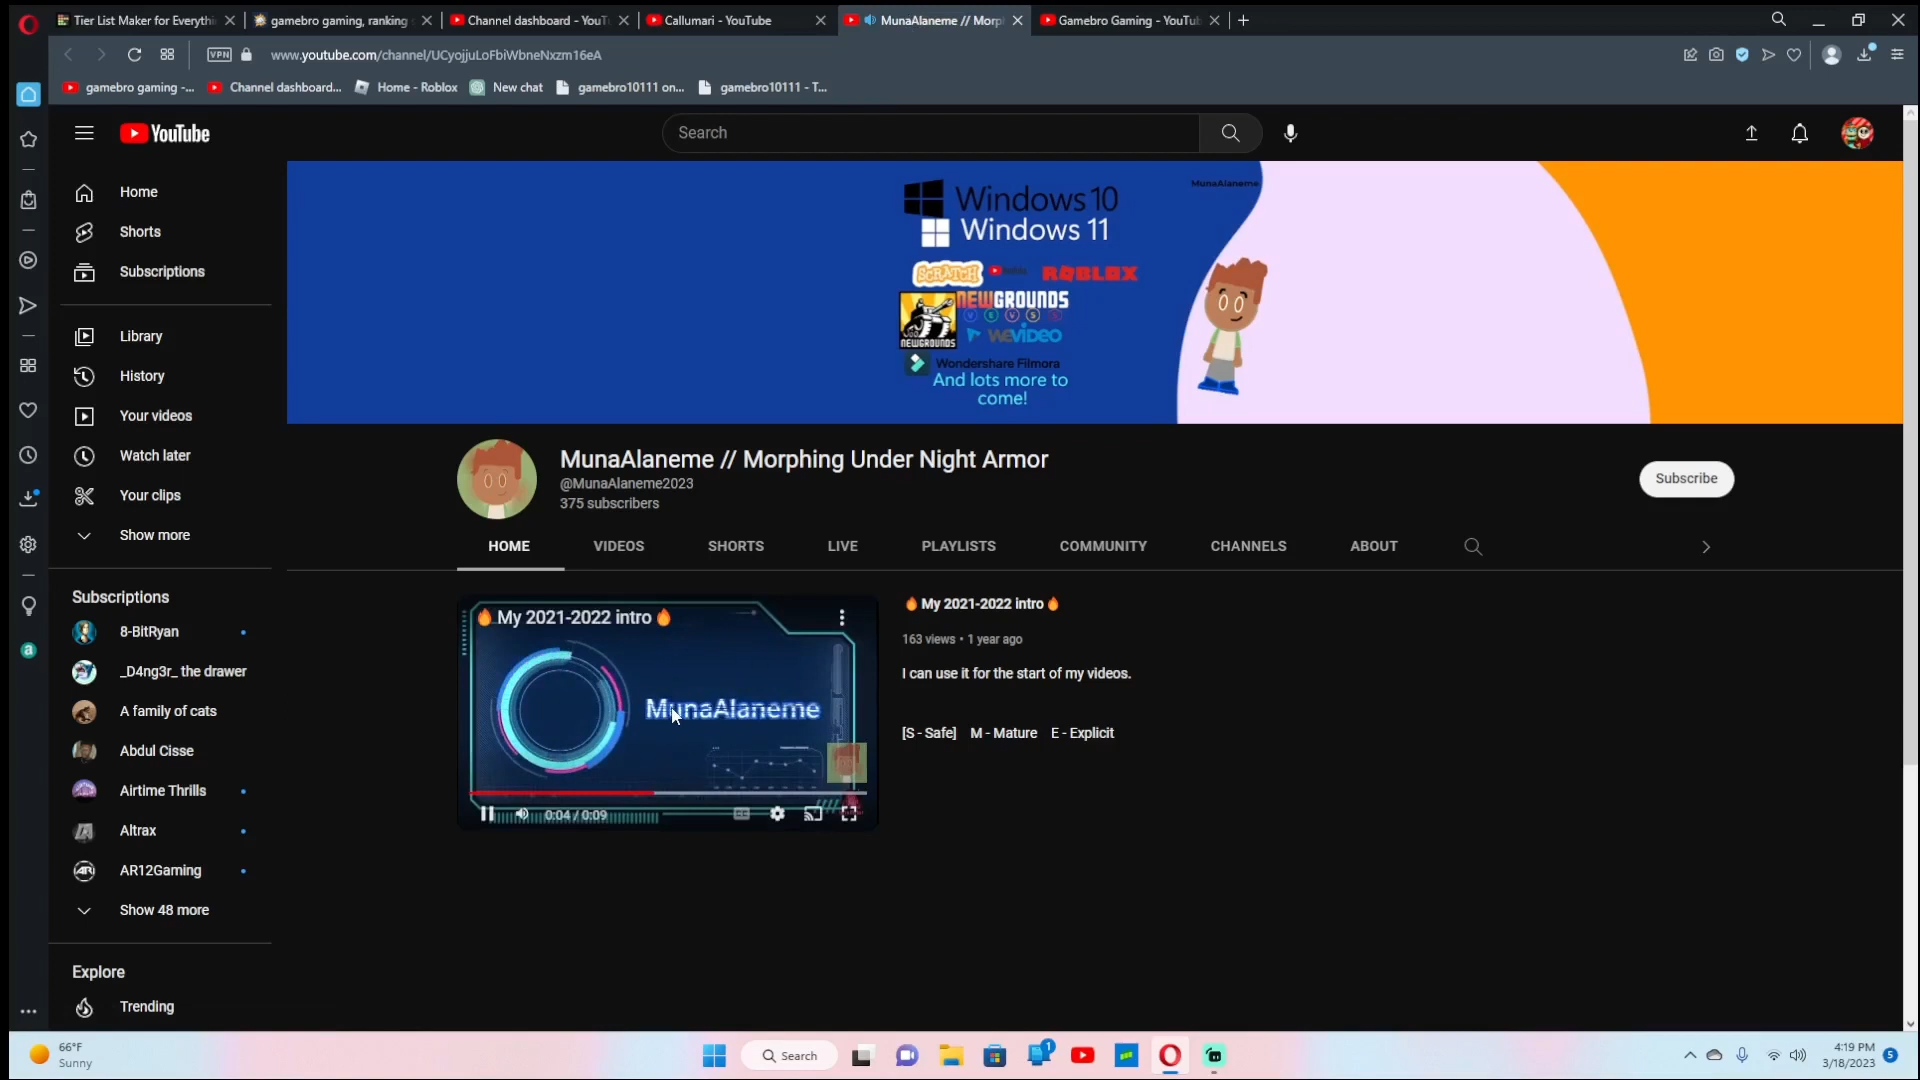 Tier List Maker for Everythi
gamebro gaming, ranking
Channel dashboard - YouT
Callumari - YouTube
MunaAlaneme // Morp
Gamebro Gaming - YouTub
VPN
www.youtube.com/channel/UCyojjuLoFbiWbneNxzm16eA
gamebro gaming -...
Channel dashboard...
Home - Roblox
New chat
gamebro10111 on...
gamebro10111 - T...
YouTube
Search
Home
Shorts
Subscriptions
Library
History
Your videos
Watch later
Your clips
Show more
Subscriptions
8-BitRyan
_D4ng3r_ the drawer
A family of cats
Abdul Cisse
Airtime Thrills
Altrax
AR12Gaming
Show 48 more
Explore
Trending
Windows 10
Windows 11
MunaAlaneme
SCRATCH
ROBLOX
NEWGROUNDS
NEWGROUNDS
WEVIDEO
Wondershare Filmora
And lots more to
come!
MunaAlaneme // Morphing Under Night Armor
@MunaAlaneme2023
375 subscribers
Subscribe
HOME
VIDEOS
SHORTS
LIVE
PLAYLISTS
COMMUNITY
CHANNELS
ABOUT
🔥 My 2021-2022 intro 🔥
MunaAlaneme
0:04 / 0:09
🔥 My 2021-2022 intro 🔥
163 views • 1 year ago
I can use it for the start of my videos.
[S - Safe] M - Mature E - Explicit
66°F
Sunny
Search
1
4:19 PM
3/18/2023
5